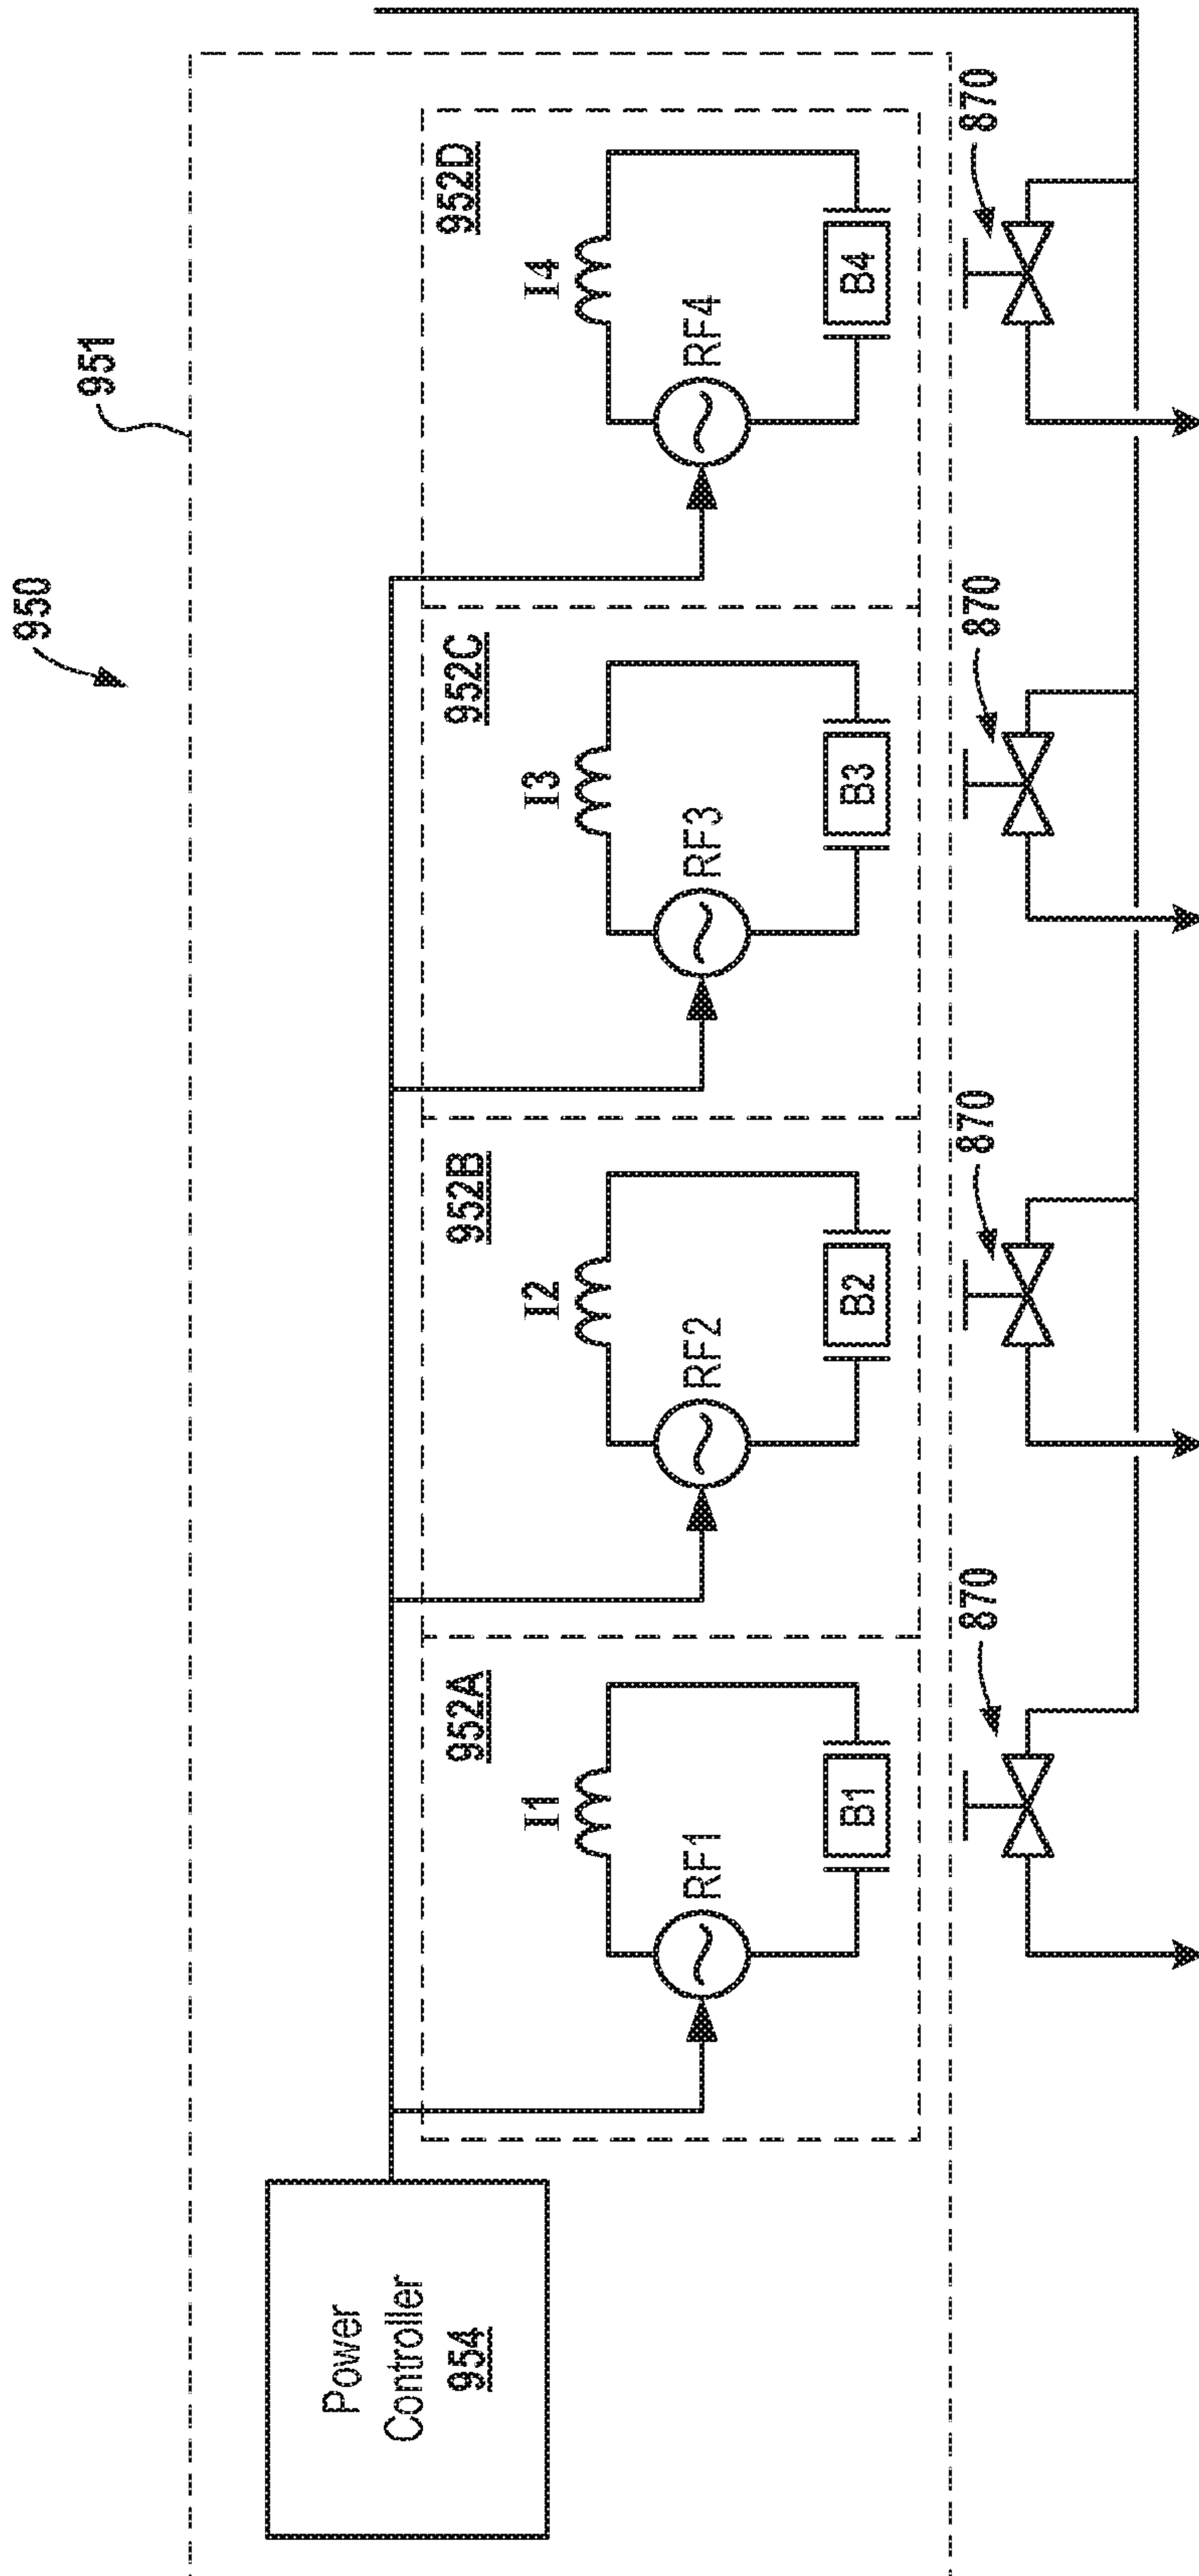 950
951
952A
I1
RF1
B1
952B
I2
RF2
B2
952C
I3
RF3
B3
952D
I4
RF4
B4
Power
Controller
954
870
870
870
870